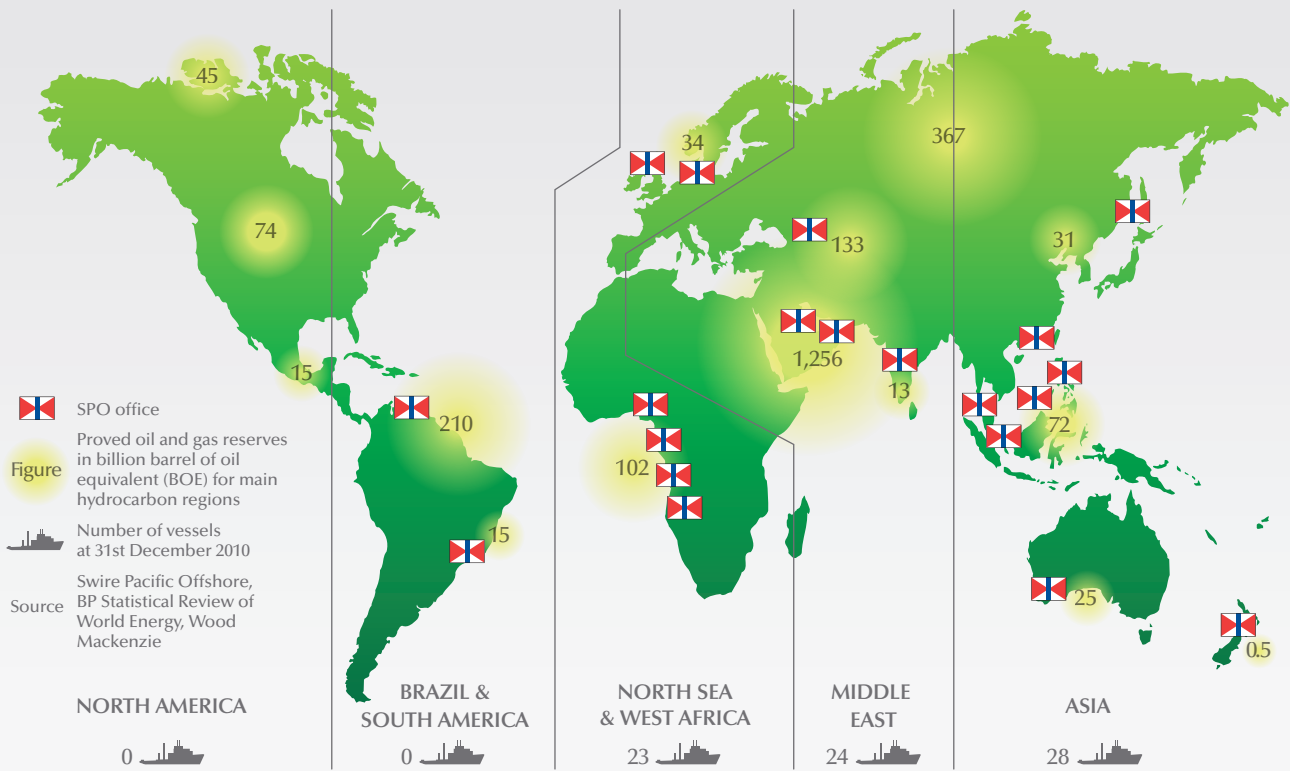 45
34
367
74
133
31
15
1,256
13
210
72
102
15
25
0.5
SPO office
Figure
Proved oil and gas reserves
in billion barrel of oil
equivalent (BOE) for main
hydrocarbon regions
Number of vessels
at 31st December 2010
Source
Swire Pacific Offshore,
BP Statistical Review of
World Energy, Wood
Mackenzie
NORTH AMERICA
0
BRAZIL &
SOUTH AMERICA
0
NORTH SEA
& WEST AFRICA
23
MIDDLE
EAST
24
ASIA
28